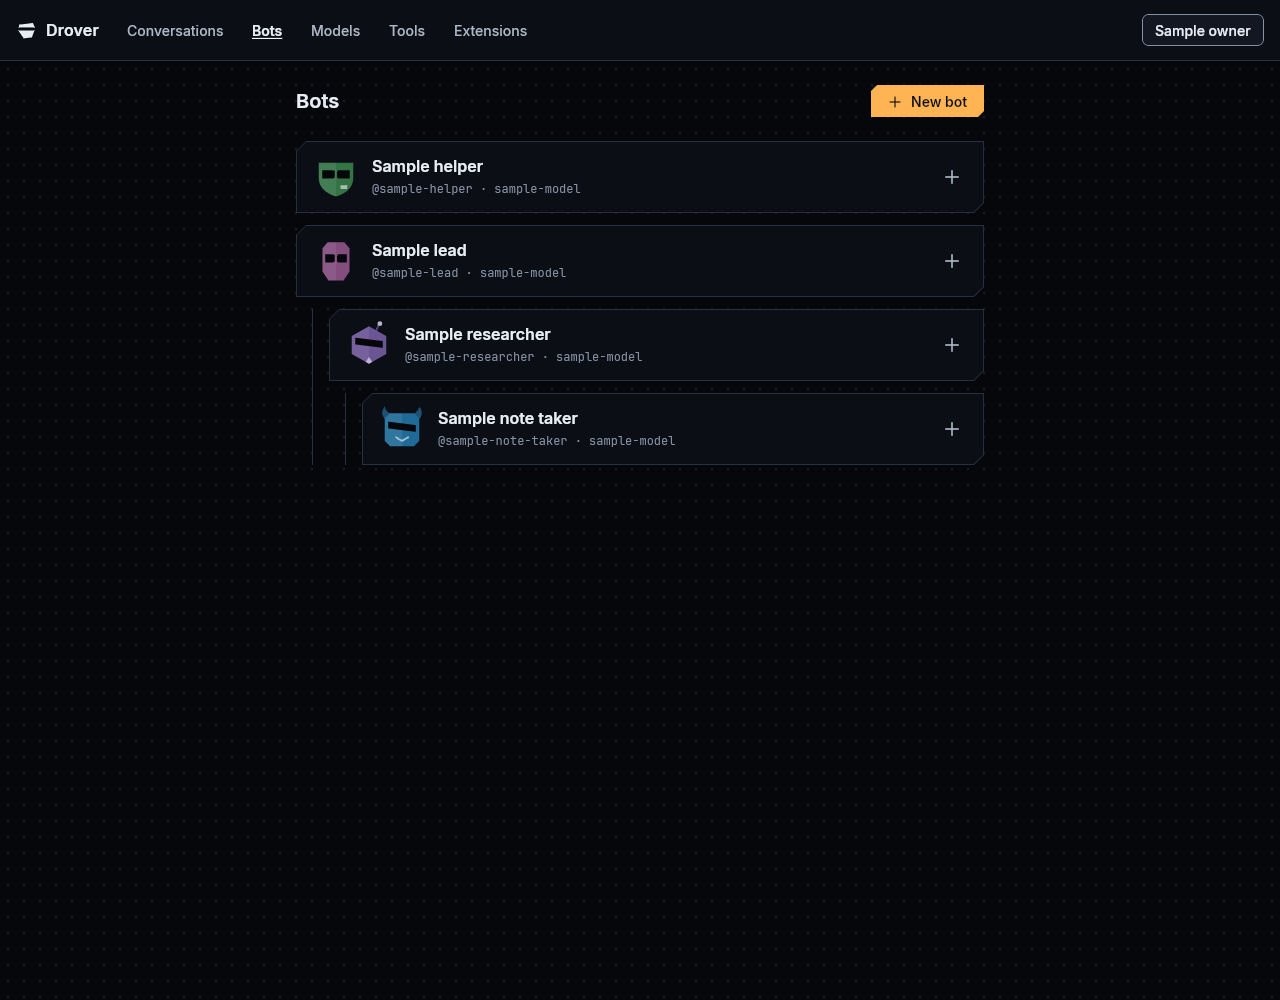 Drover
Conversations
Bots
Models
Tools
Extensions
Sample owner
Bots
New bot
Sample helper
@sample-helper · sample-model
Sample lead
@sample-lead · sample-model
Sample researcher
@sample-researcher · sample-model
Sample note taker
@sample-note-taker · sample-model